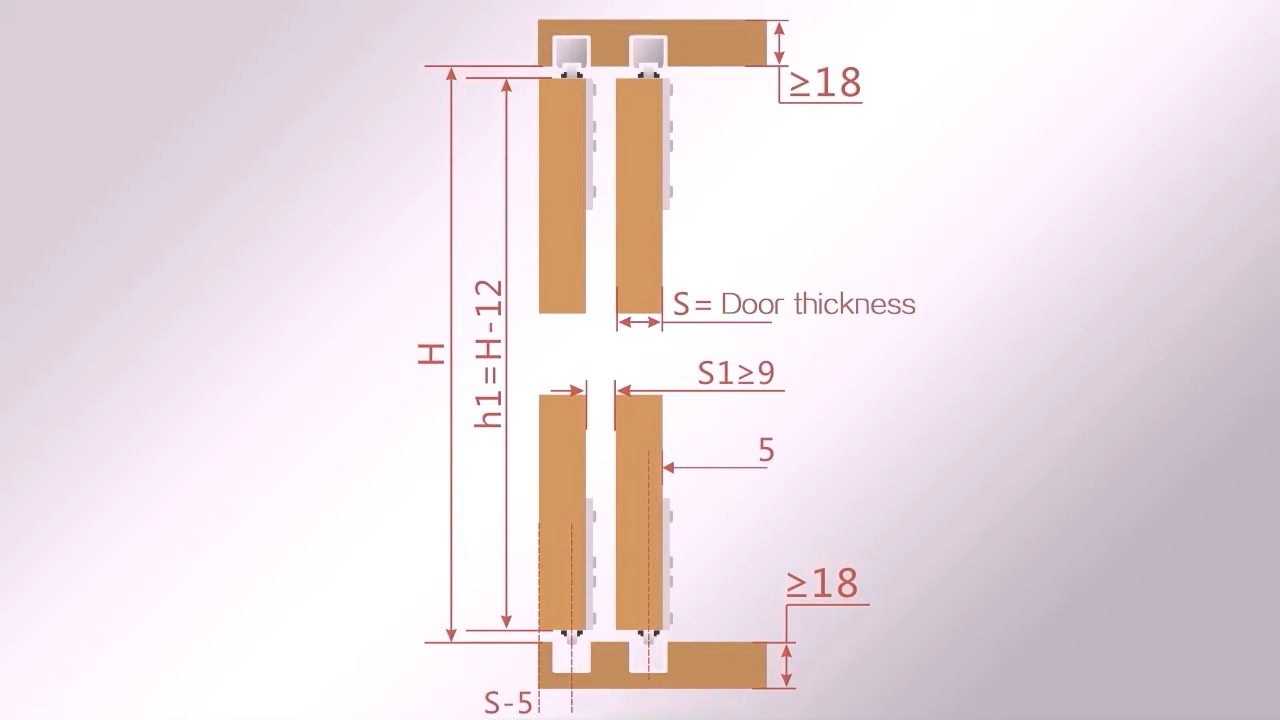 ≥18
H
h1=H-12
S= Door thickness
S1≥9
5
≥18
S-5